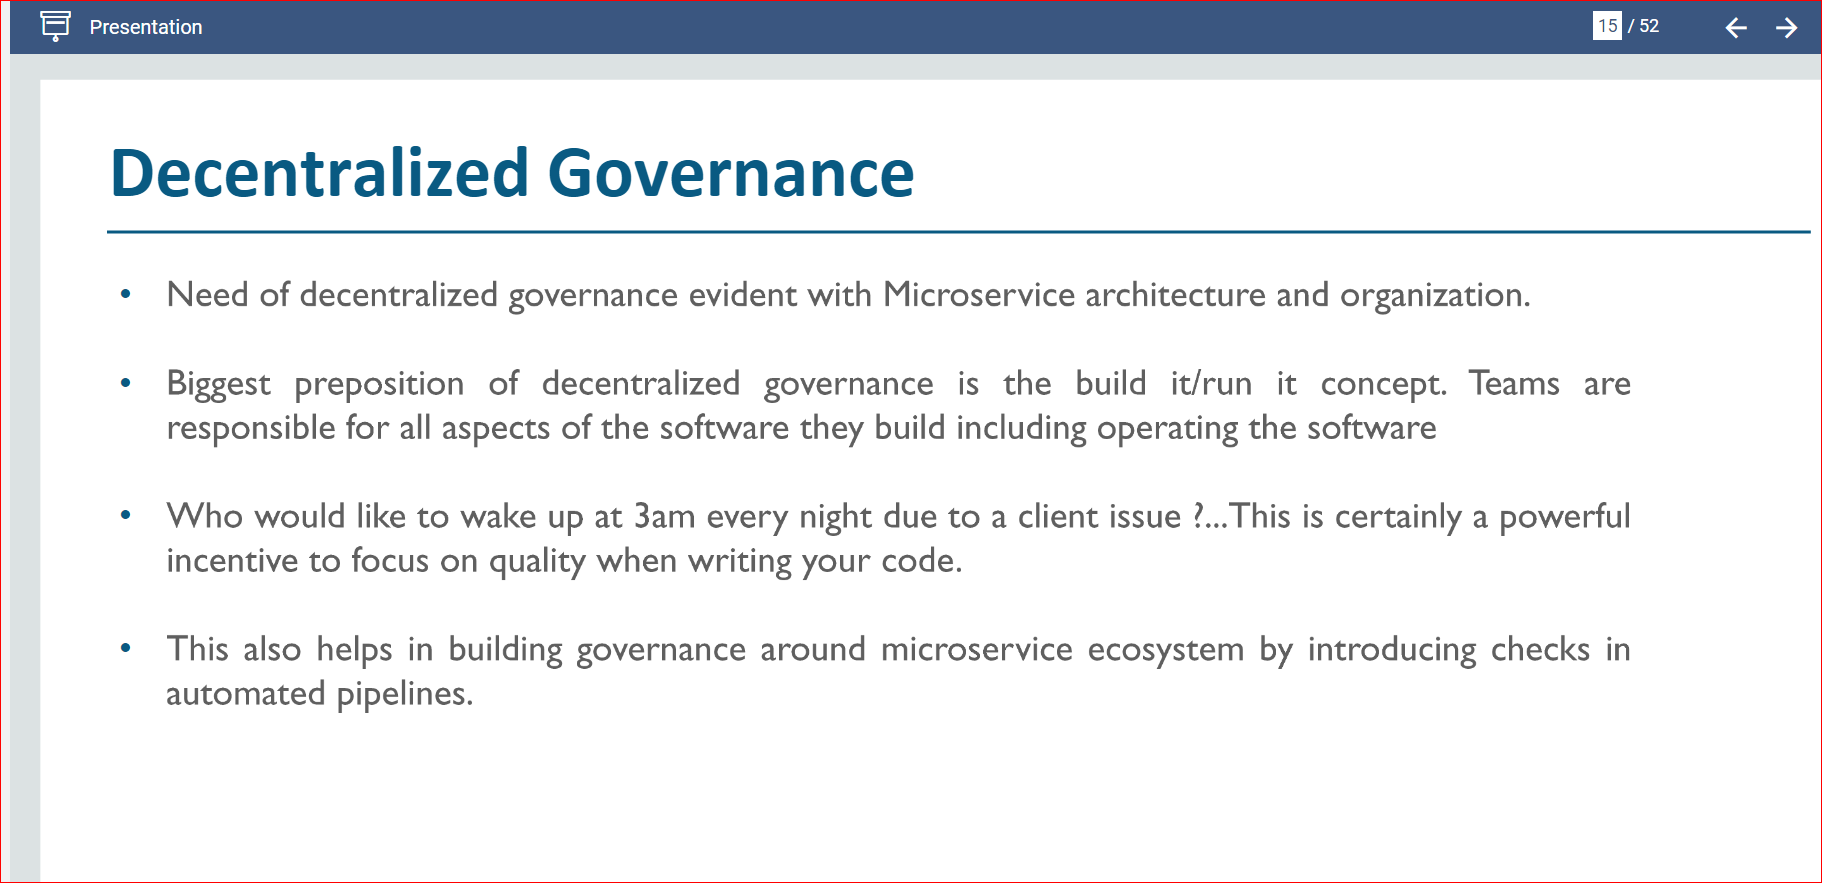 Presentation
15 / 52
Decentralized Governance
• Need of decentralized governance evident with Microservice architecture and organization.
• Biggest preposition of decentralized governance is the build it/run it concept. Teams are
responsible for all aspects of the software they build including operating the software
• Who would like to wake up at 3am every night due to a client issue ?...This is certainly a powerful
incentive to focus on quality when writing your code.
• This also helps in building governance around microservice ecosystem by introducing checks in
automated pipelines.